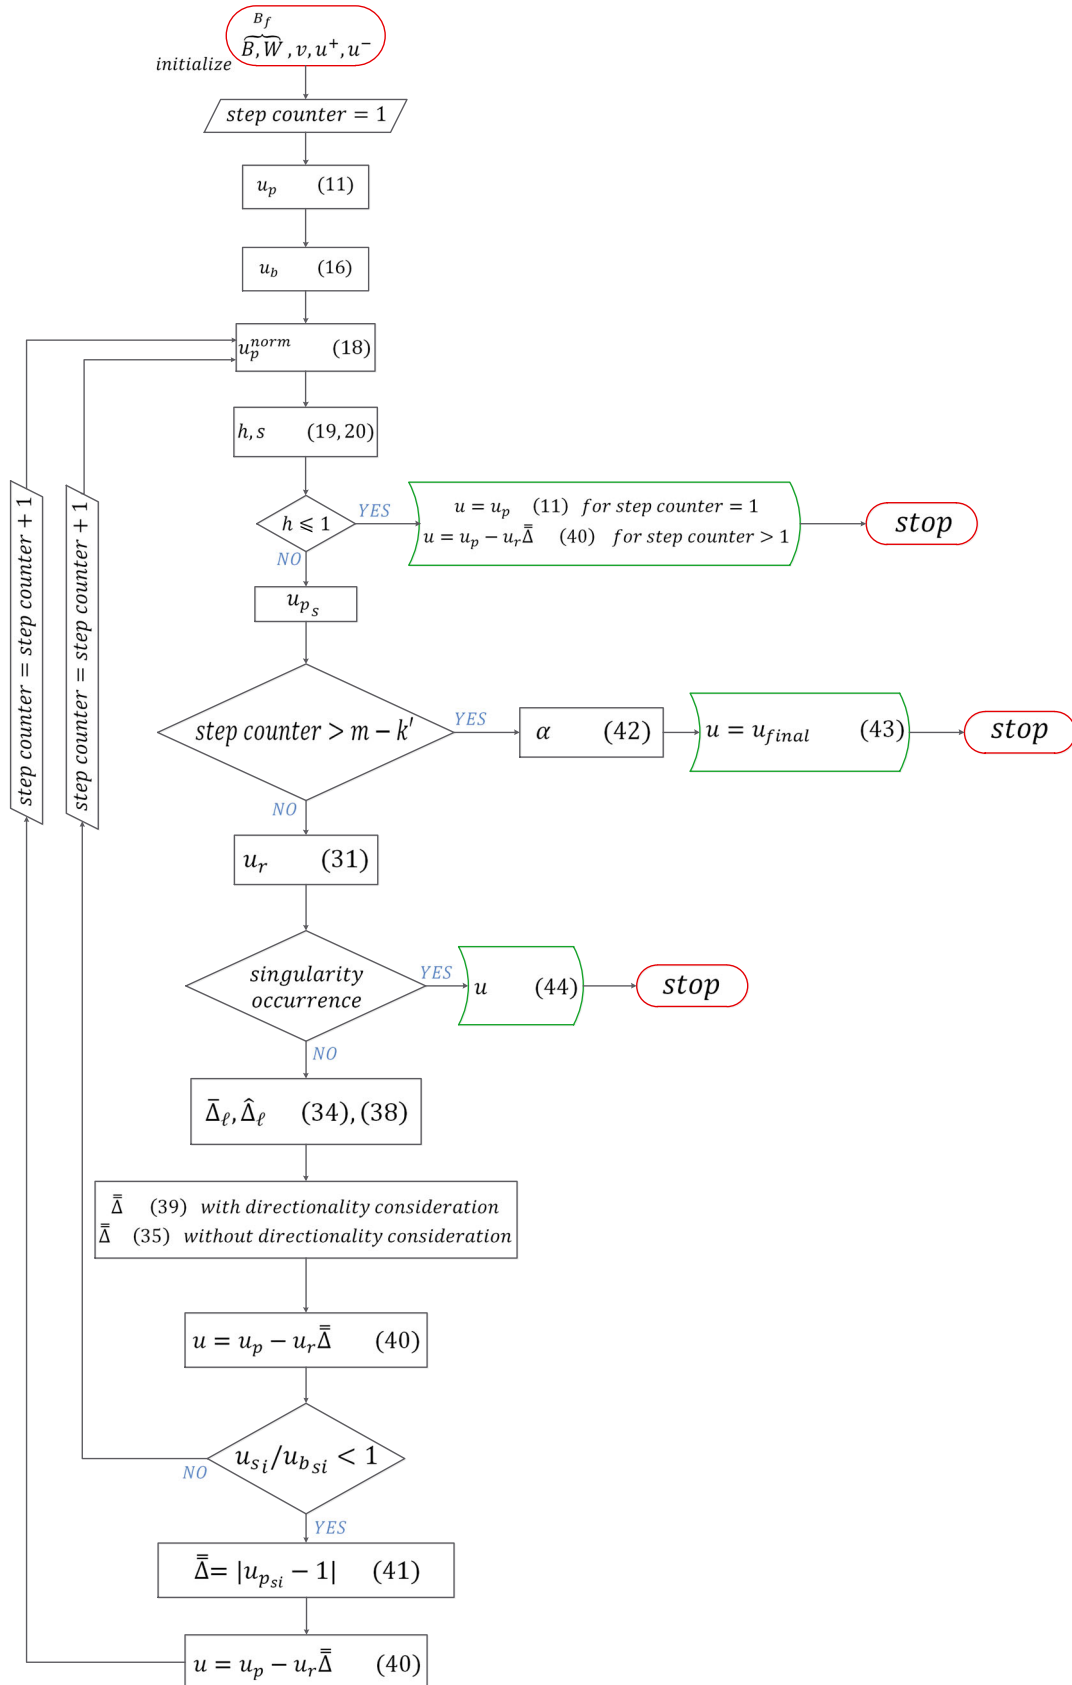 B_f
B, W , v, u⁺, u⁻
initialize
step counter = 1
u_p (11)
u_b (16)
u_p^{norm} (18)
h, s (19, 20)
h ⩽ 1
YES
NO
u = u_p (11) for step counter = 1
u = u_p − u_r Δ̿ (40) for step counter > 1
stop
u_{p_s}
step counter > m − k′
YES
NO
α (42)
u = u_{final} (43)
stop
u_r (31)
singularity
occurrence
YES
NO
u (44)
stop
Δ̄_ℓ, Δ̂_ℓ (34), (38)
Δ̿ (39) with directionality consideration
Δ̿ (35) without directionality consideration
u = u_p − u_r Δ̿ (40)
u_{s_i}/u_{b_{si}} < 1
NO
YES
Δ̿ = |u_{p_{si}} − 1| (41)
u = u_p − u_r Δ̿ (40)
step counter = step counter + 1
step counter = step counter + 1